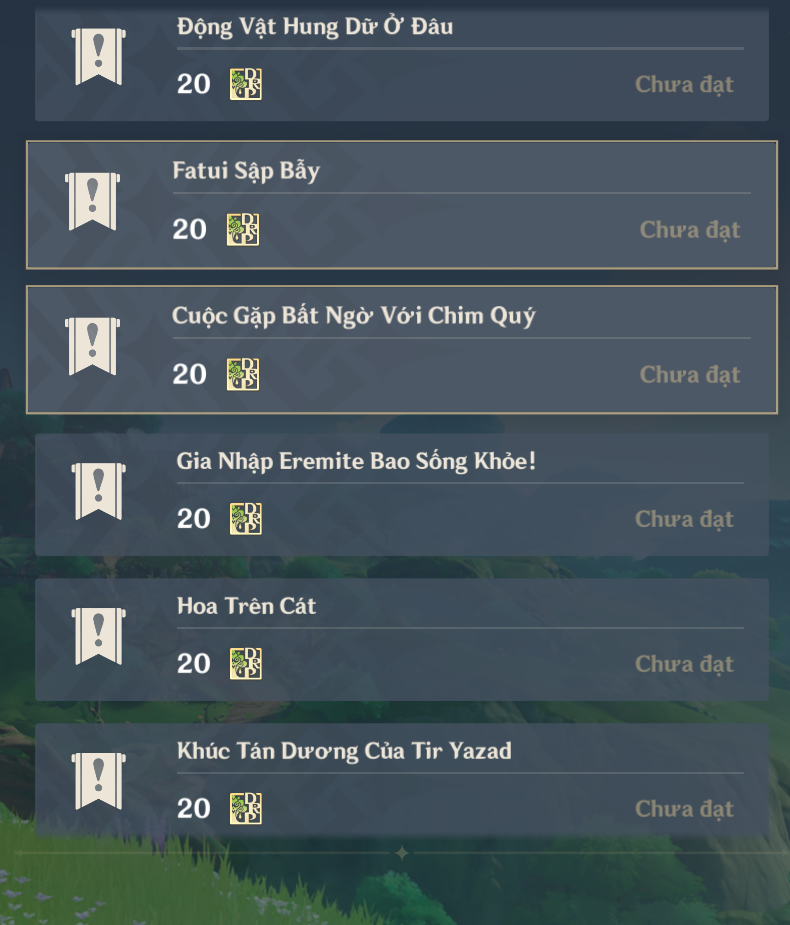 Động Vật Hung Dữ Ở Đâu
20
Chưa đạt
Fatui Sập Bẫy
20
Chưa đạt
Cuộc Gặp Bất Ngờ Với Chim Quý
20
Chưa đạt
Gia Nhập Eremite Bao Sống Khỏe!
20
Chưa đạt
Hoa Trên Cát
20
Chưa đạt
Khúc Tán Dương Của Tir Yazad
20
Chưa đạt